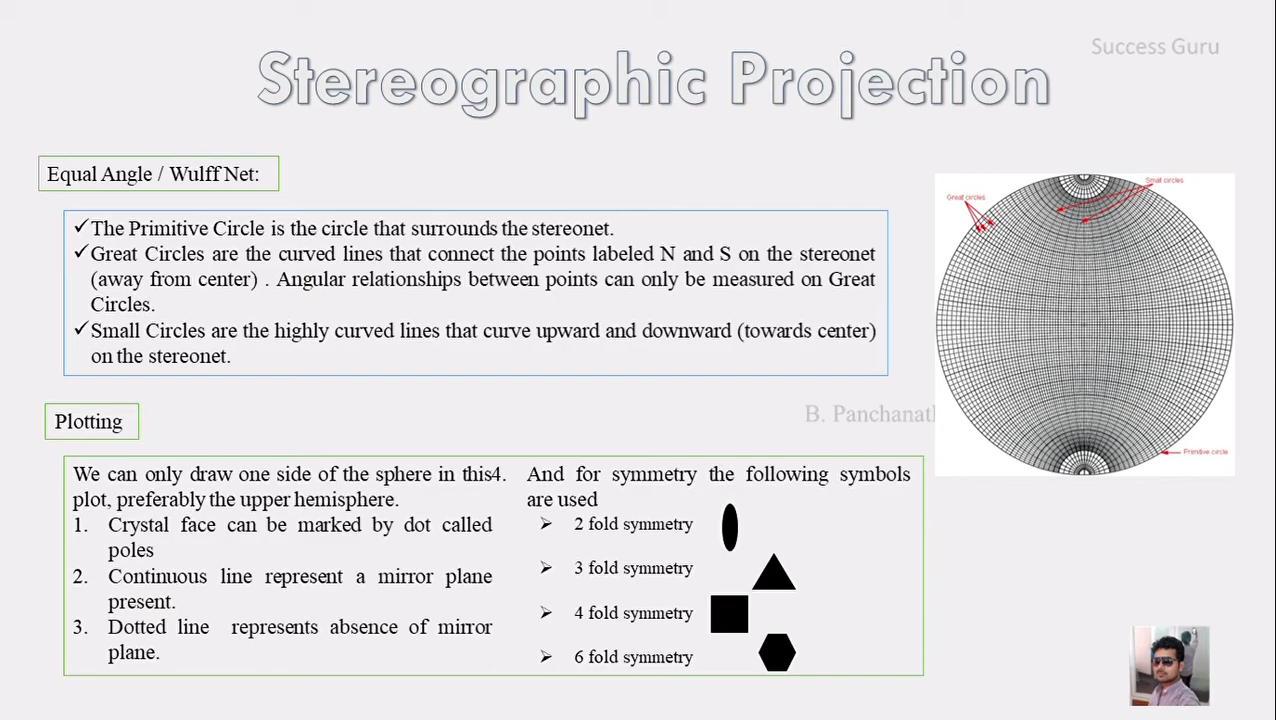 Success Guru
Stereographic Projection
Equal Angle / Wulff Net:
✓The Primitive Circle is the circle that surrounds the stereonet.
✓Great Circles are the curved lines that connect the points labeled N and S on the stereonet
(away from center) . Angular relationships between points can only be measured on Great
Circles.
✓Small Circles are the highly curved lines that curve upward and downward (towards center)
on the stereonet.
Great circles
Small circles
Primitive circle
B. Panchanath
Plotting
We can only draw one side of the sphere in this
plot, preferably the upper hemisphere.
1. Crystal face can be marked by dot called
poles
2. Continuous line represent a mirror plane
present.
3. Dotted line represents absence of mirror
plane.
4. And for symmetry the following symbols
are used
➢ 2 fold symmetry
➢ 3 fold symmetry
➢ 4 fold symmetry
➢ 6 fold symmetry